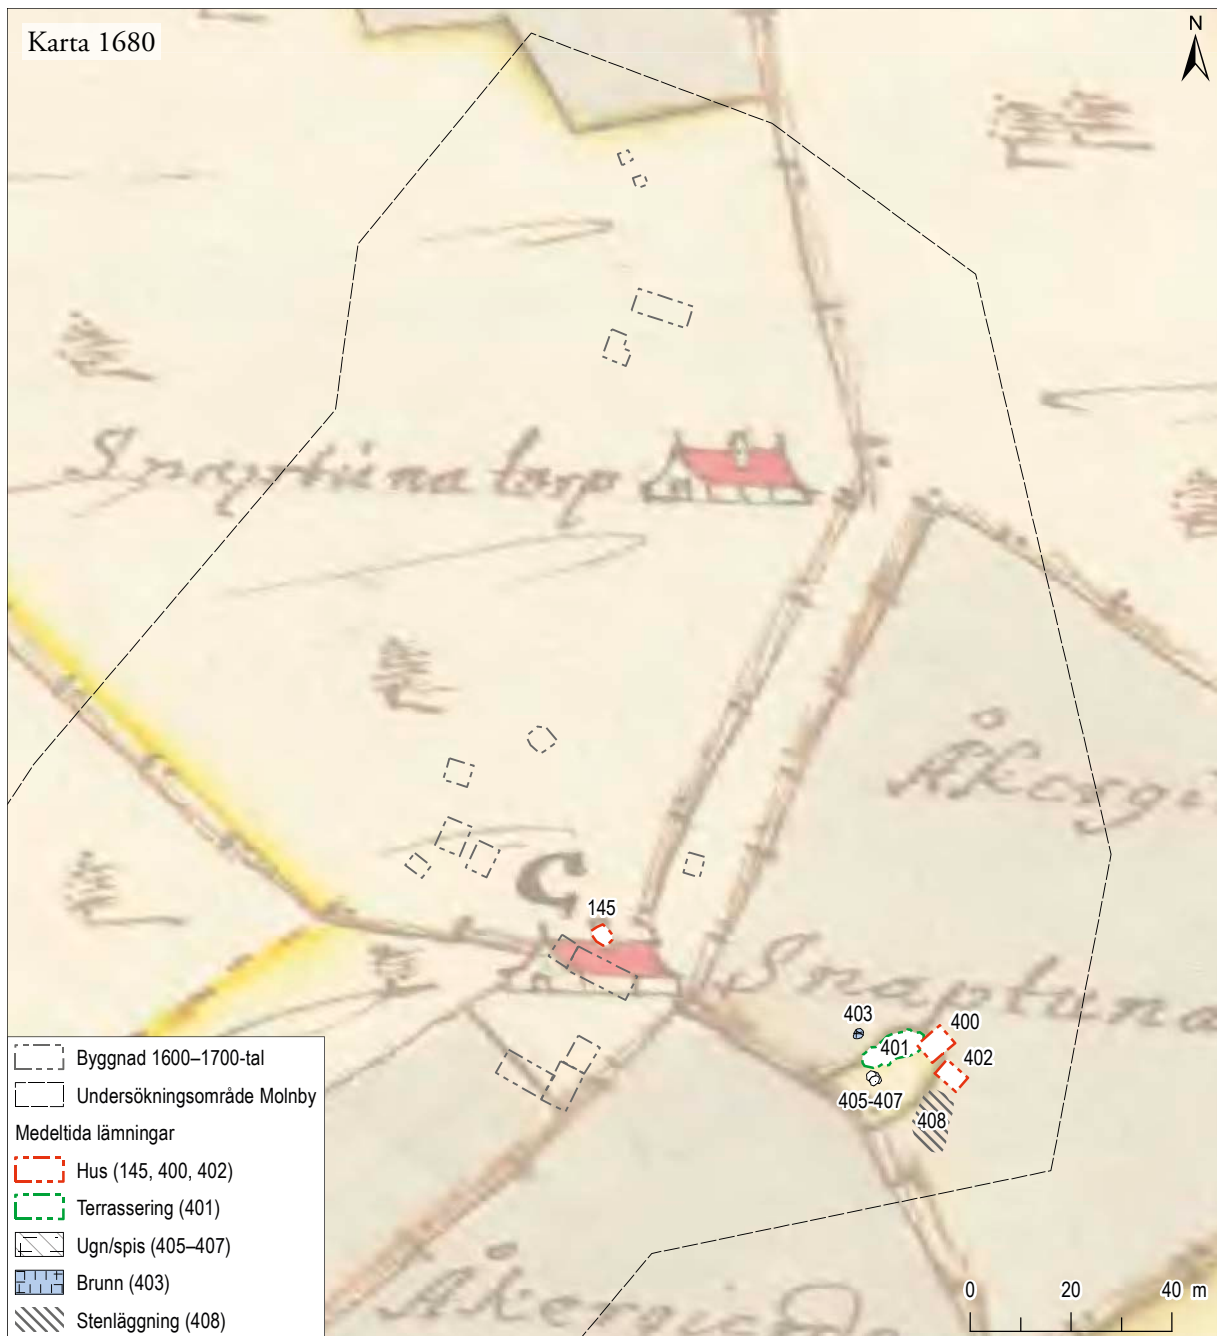 Karta 1680
N
Snaptuna torp
Åkergi
C
145
Snaptuna
403
400
401
402
405-407
408
Byggnad 1600–1700-tal
Undersökningsområde Molnby
Medeltida lämningar
Hus (145, 400, 402)
Terrassering (401)
Ugn/spis (405–407)
Brunn (403)
Stenläggning (408)
0 20 40 m